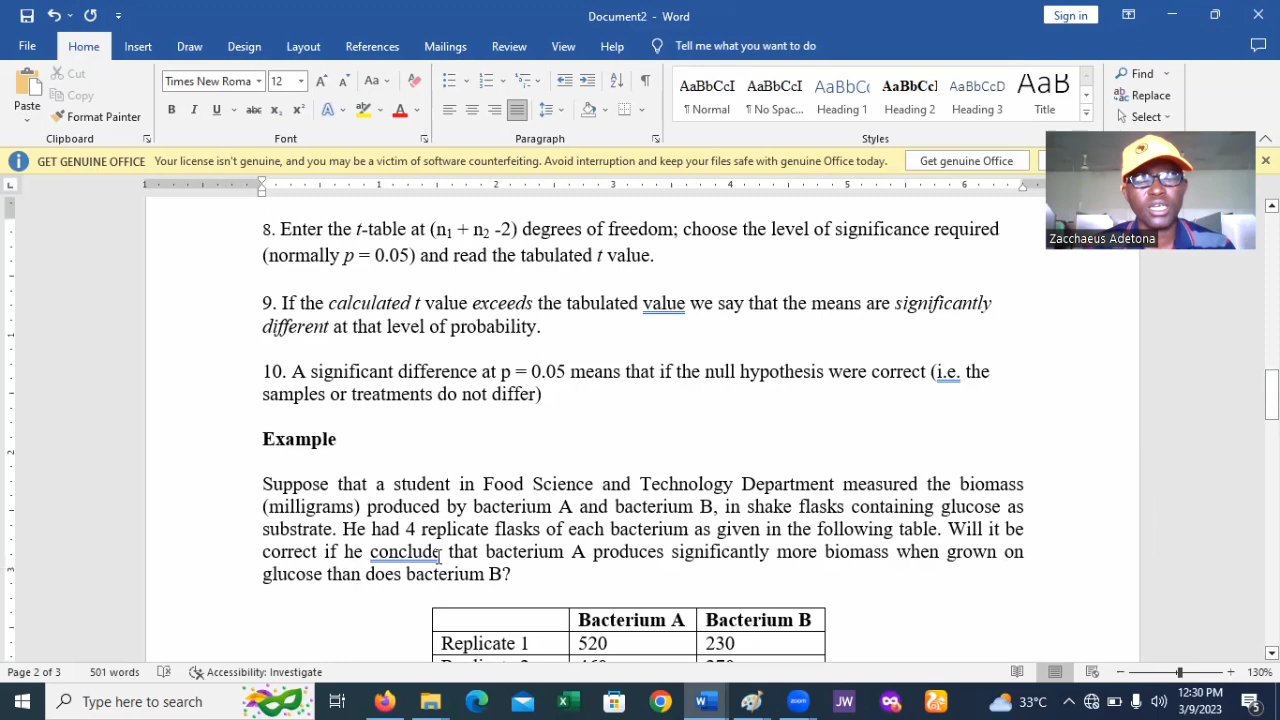 Document2 - Word
Sign in
File Home Insert Draw Design Layout References Mailings Review View Help Tell me what you want to do
Paste
Cut
Copy
Format Painter
Clipboard
Times New Roma 12
Font
Paragraph
AaBbCcI AaBbCcI AaBbC AaBbCcI AaBbCcD AaB
¶ Normal ¶ No Spac... Heading 1 Heading 2 Heading 3 Title
Styles
Find
Replace
Select
GET GENUINE OFFICE Your license isn't genuine, and you may be a victim of software counterfeiting. Avoid interruption and keep your files safe with genuine Office today. Get genuine Office
1 1 2 3 4 5 6
Zacchaeus Adetona
8. Enter the t-table at (n1 + n2 -2) degrees of freedom; choose the level of significance required
(normally p = 0.05) and read the tabulated t value.
9. If the calculated t value exceeds the tabulated value we say that the means are significantly
different at that level of probability.
10. A significant difference at p = 0.05 means that if the null hypothesis were correct (i.e. the
samples or treatments do not differ)
Example
Suppose that a student in Food Science and Technology Department measured the biomass
(milligrams) produced by bacterium A and bacterium B, in shake flasks containing glucose as
substrate. He had 4 replicate flasks of each bacterium as given in the following table. Will it be
correct if he conclude that bacterium A produces significantly more biomass when grown on
glucose than does bacterium B?
Bacterium A Bacterium B
Replicate 1 520 230
Page 2 of 3 501 words Accessibility: Investigate 130%
Type here to search
JW
zoom
33°C
12:30 PM
3/9/2023
5